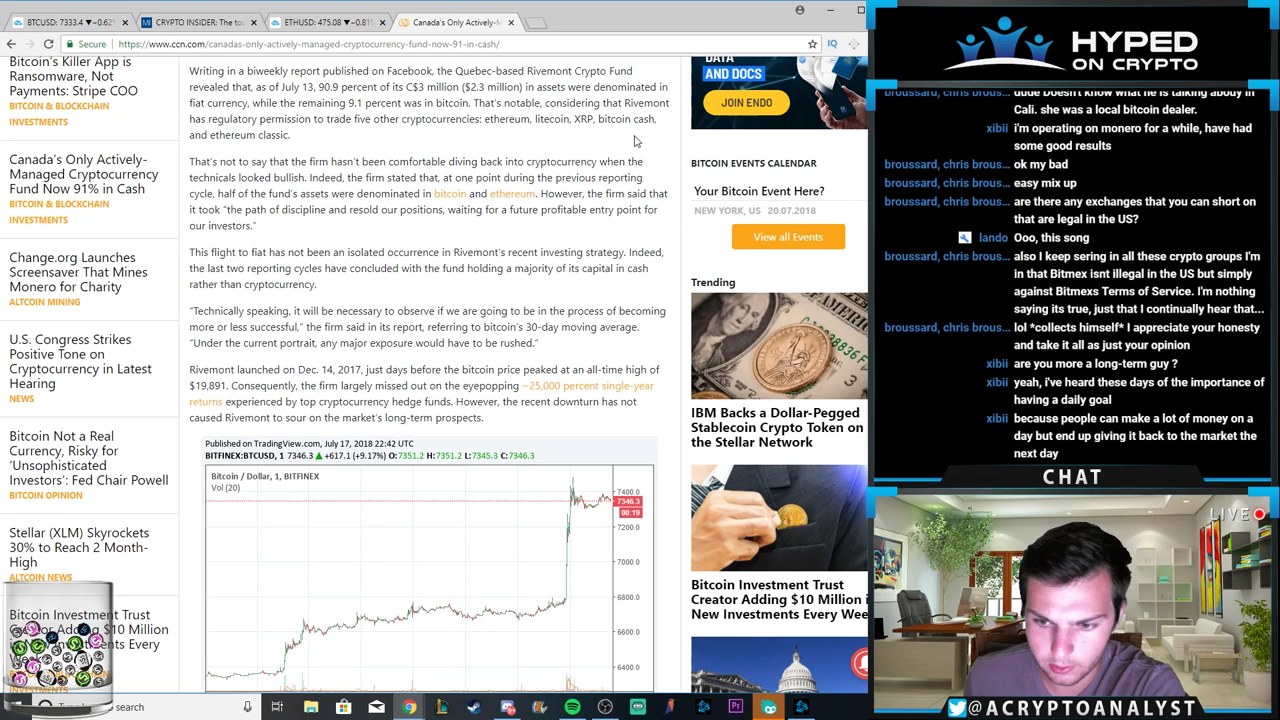 BTCUSD: 7333.4 ▼−0.62%
CRYPTO INSIDER: The to
ETHUSD: 475.08 ▼−0.81%
Canada's Only Actively-M
Secure | https://www.ccn.com/canadas-only-actively-managed-cryptocurrency-fund-now-91-in-cash/
Bitcoin's Killer App is
Ransomware, Not
Payments: Stripe COO
BITCOIN & BLOCKCHAIN
INVESTMENTS
Canada's Only Actively-
Managed Cryptocurrency
Fund Now 91% in Cash
BITCOIN & BLOCKCHAIN
INVESTMENTS
Change.org Launches
Screensaver That Mines
Monero for Charity
ALTCOIN MINING
U.S. Congress Strikes
Positive Tone on
Cryptocurrency in Latest
Hearing
NEWS
Bitcoin Not a Real
Currency, Risky for
'Unsophisticated
Investors': Fed Chair Powell
BITCOIN OPINION
Stellar (XLM) Skyrockets
30% to Reach 2 Month-
High
ALTCOIN NEWS
Bitcoin Investment Trust
Creator Adding $10 Million
Investments Every
Writing in a biweekly report published on Facebook, the Quebec-based Rivemont Crypto Fund
revealed that, as of July 13, 90.9 percent of its C$3 million ($2.3 million) in assets were denominated in
fiat currency, while the remaining 9.1 percent was in bitcoin. That's notable, considering that Rivemont
has regulatory permission to trade five other cryptocurrencies: ethereum, litecoin, XRP, bitcoin cash,
and ethereum classic.
That's not to say that the firm hasn't been comfortable diving back into cryptocurrency when the
technicals looked bullish. Indeed, the firm stated that, at one point during the previous reporting
cycle, half of the fund's assets were denominated in bitcoin and ethereum. However, the firm said that
it took "the path of discipline and resold our positions, waiting for a future profitable entry point for
our investors."
This flight to fiat has not been an isolated occurrence in Rivemont's recent investing strategy. Indeed,
the last two reporting cycles have concluded with the fund holding a majority of its capital in cash
rather than cryptocurrency.
"Technically speaking, it will be necessary to observe if we are going to be in the process of becoming
more or less successful," the firm said in its report, referring to bitcoin's 30-day moving average.
"Under the current portrait, any major exposure would have to be rushed."
Rivemont launched on Dec. 14, 2017, just days before the bitcoin price peaked at an all-time high of
$19,891. Consequently, the firm largely missed out on the eyepopping ~25,000 percent single-year
returns experienced by top cryptocurrency hedge funds. However, the recent downturn has not
caused Rivemont to sour on the market's long-term prospects.
Published on TradingView.com, July 17, 2018 22:42 UTC
BITFINEX:BTCUSD, 1 7346.3 ▲ +617.1 (+9.17%) O:7351.2 H:7351.2 L:7345.3 C:7346.3
Bitcoin / Dollar, 1, BITFINEX
Vol (20)
7400.0
7346.3
00:19
7200.0
7000.0
6800.0
6600.0
6400.0
DATA
AND DOCS
JOIN ENDO
BITCOIN EVENTS CALENDAR
Your Bitcoin Event Here?
NEW YORK, US 20.07.2018
View all Events
Trending
IBM Backs a Dollar-Pegged
Stablecoin Crypto Token on
the Stellar Network
Bitcoin Investment Trust
Creator Adding $10 Million i
New Investments Every Wee
search
HYPED
ON CRYPTO
broussard, chris brous... dude Doesn't know what he is talking abouy in
Cali. she was a local bitcoin dealer.
xibii i'm operating on monero for a while, have had
some good results
broussard, chris brous... ok my bad
broussard, chris brous... easy mix up
broussard, chris brous... are there any exchanges that you can short on
that are legal in the US?
lando Ooo, this song
broussard, chris brous... also I keep sering in all these crypto groups I'm
in that Bitmex isnt illegal in the US but simply
against Bitmexs Terms of Service. I'm nothing
saying its true, just that I continually hear that...
broussard, chris brous... lol *collects himself* I appreciate your honesty
and take it all as just your opinion
xibii are you more a long-term guy ?
xibii yeah, i've heard these days of the importance of
having a daily goal
xibii because people can make a lot of money on a
day but end up giving it back to the market the
next day
CHAT
LIVE
@ACRYPTOANALYST